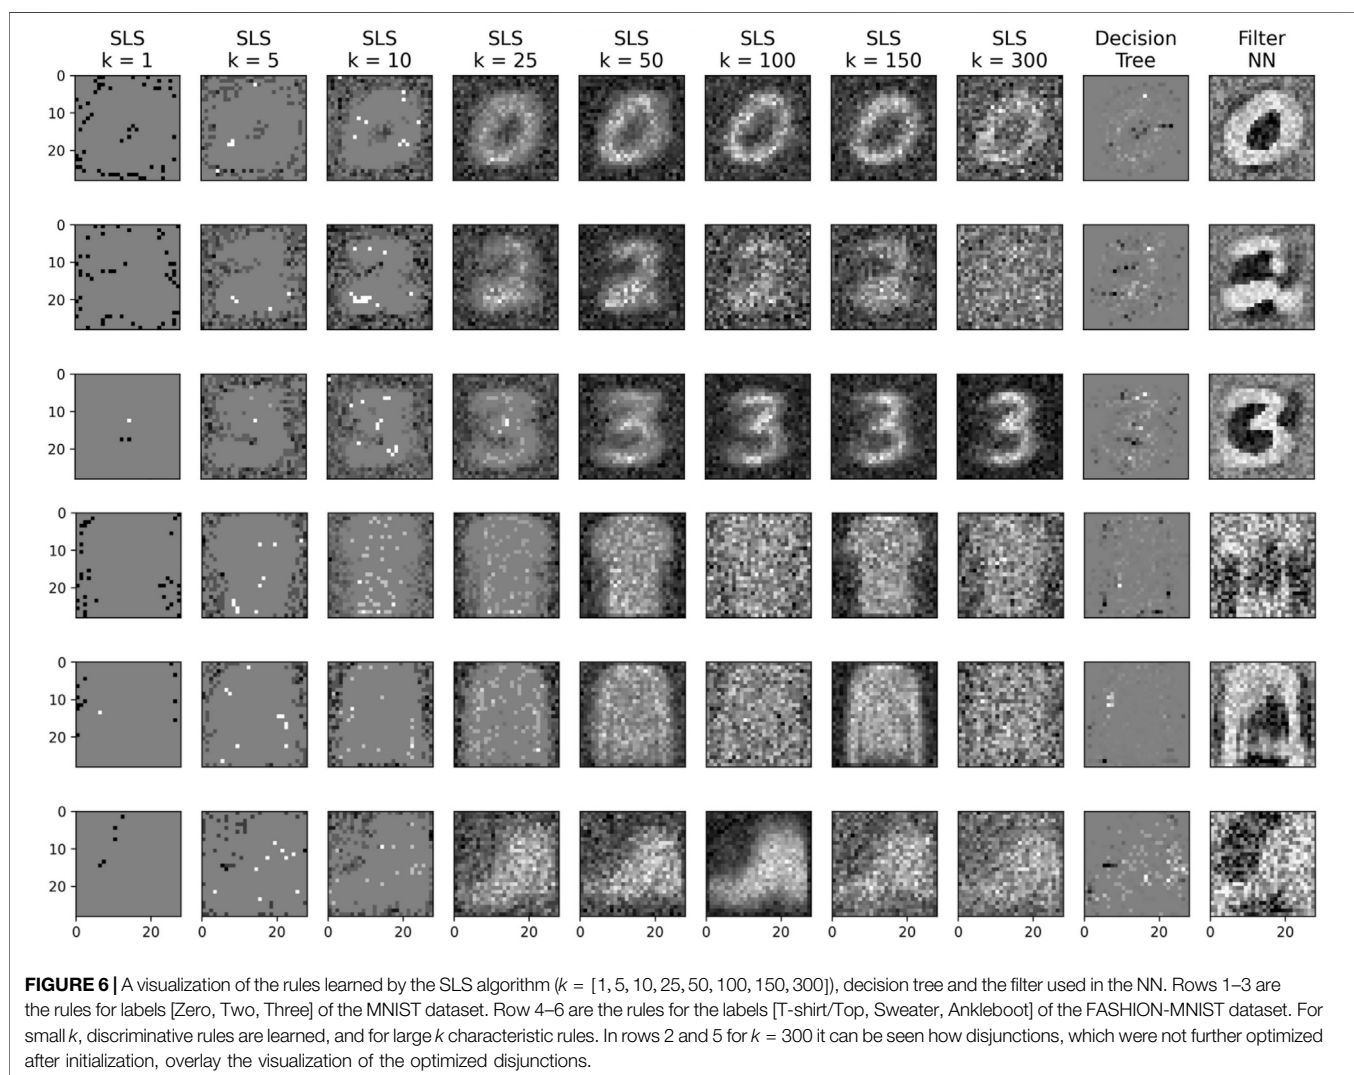 SLS SLS SLS SLS SLS SLS SLS SLS Decision Filter
k = 1 k = 5 k = 10 k = 25 k = 50 k = 100 k = 150 k = 300 Tree NN
0
10
20
0
10
20
0
10
20
0
10
20
0
10
20
0
10
20
0 20 0 20 0 20 0 20 0 20 0 20 0 20 0 20 0 20 0 20
FIGURE 6 | A visualization of the rules learned by the SLS algorithm (k = [1, 5, 10, 25, 50, 100, 150, 300]), decision tree and the filter used in the NN. Rows 1–3 are
the rules for labels [Zero, Two, Three] of the MNIST dataset. Row 4–6 are the rules for the labels [T-shirt/Top, Sweater, Ankleboot] of the FASHION-MNIST dataset. For
small k, discriminative rules are learned, and for large k characteristic rules. In rows 2 and 5 for k = 300 it can be seen how disjunctions, which were not further optimized
after initialization, overlay the visualization of the optimized disjunctions.